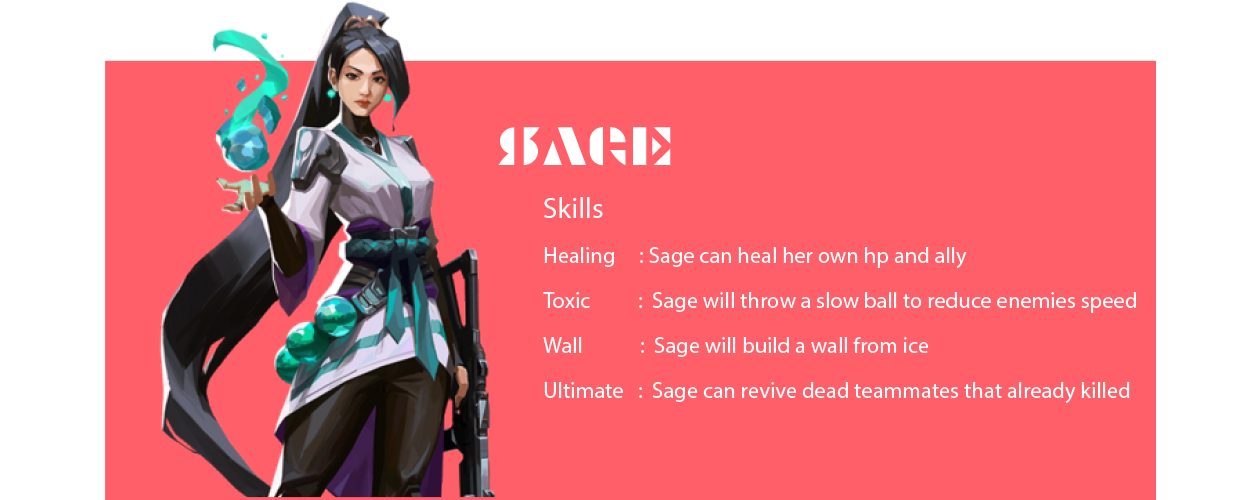 SAGE
Skills
Healing : Sage can heal her own hp and ally
Toxic : Sage will throw a slow ball to reduce enemies speed
Wall : Sage will build a wall from ice
Ultimate : Sage can revive dead teammates that already killed